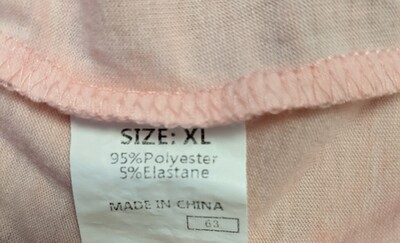 SIZE: XL
95%Polyester
5%Elastane
MADE IN CHINA
63